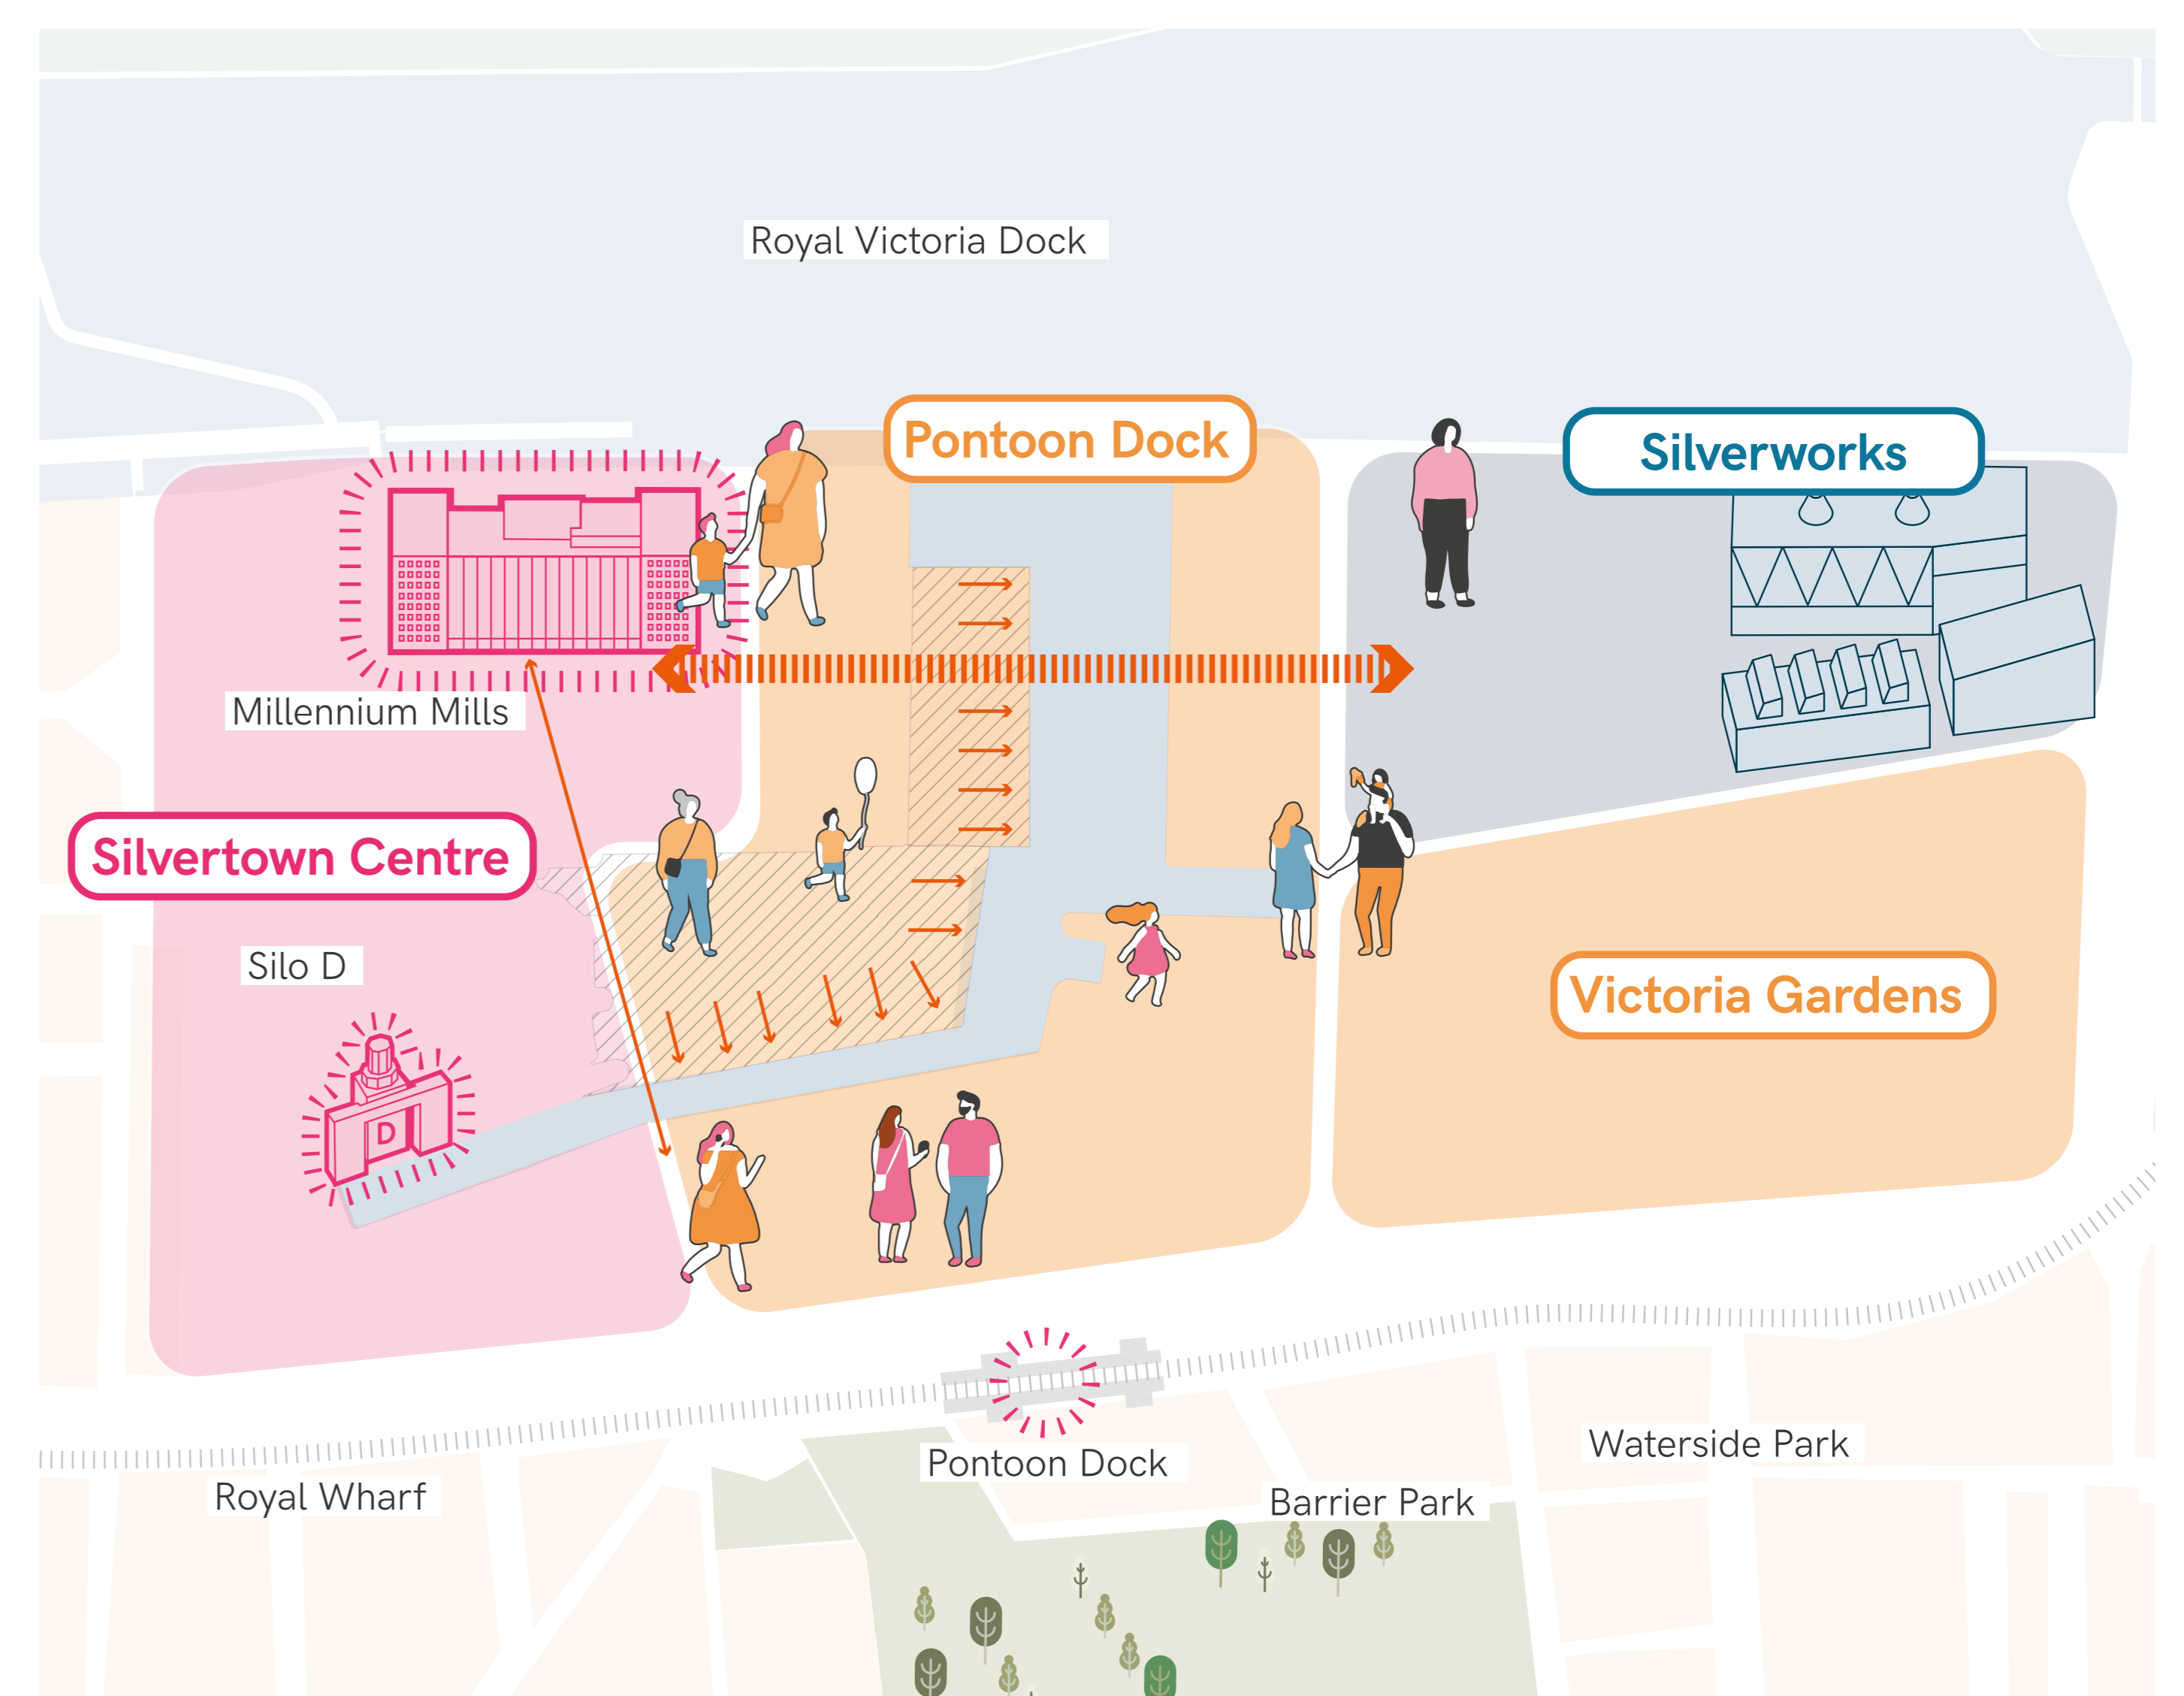 Royal Victoria Dock
Pontoon Dock
Silverworks
Millennium Mills
Silvertown Centre
Silo D
Victoria Gardens
D
Pontoon Dock
Waterside Park
Royal Wharf
Barrier Park